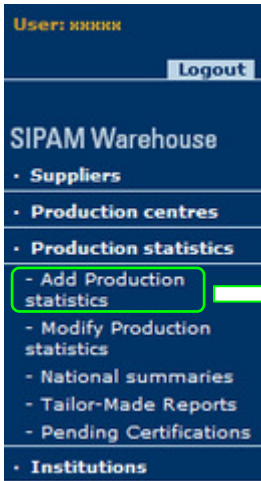 User: xxxxx
Logout
SIPAM Warehouse
· Suppliers
· Production centres
· Production statistics
- Add Production
statistics
- Modify Production
statistics
- National summaries
- Tailor-Made Reports
- Pending Certifications
· Institutions